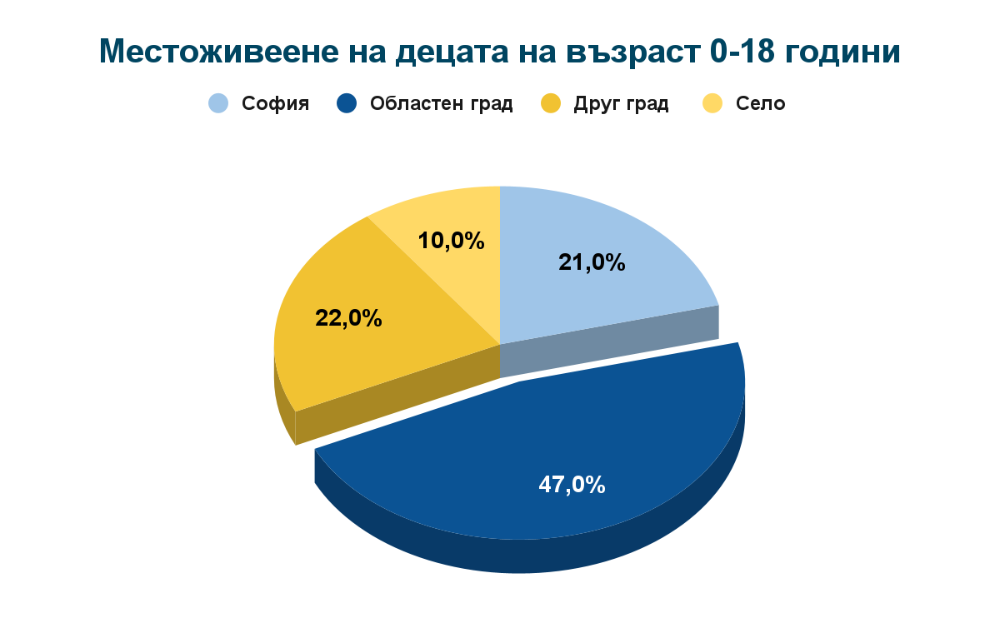 Местоживеене на децата на възраст 0-18 години
София Областен град Друг град Село
10,0%
21,0%
22,0%
47,0%